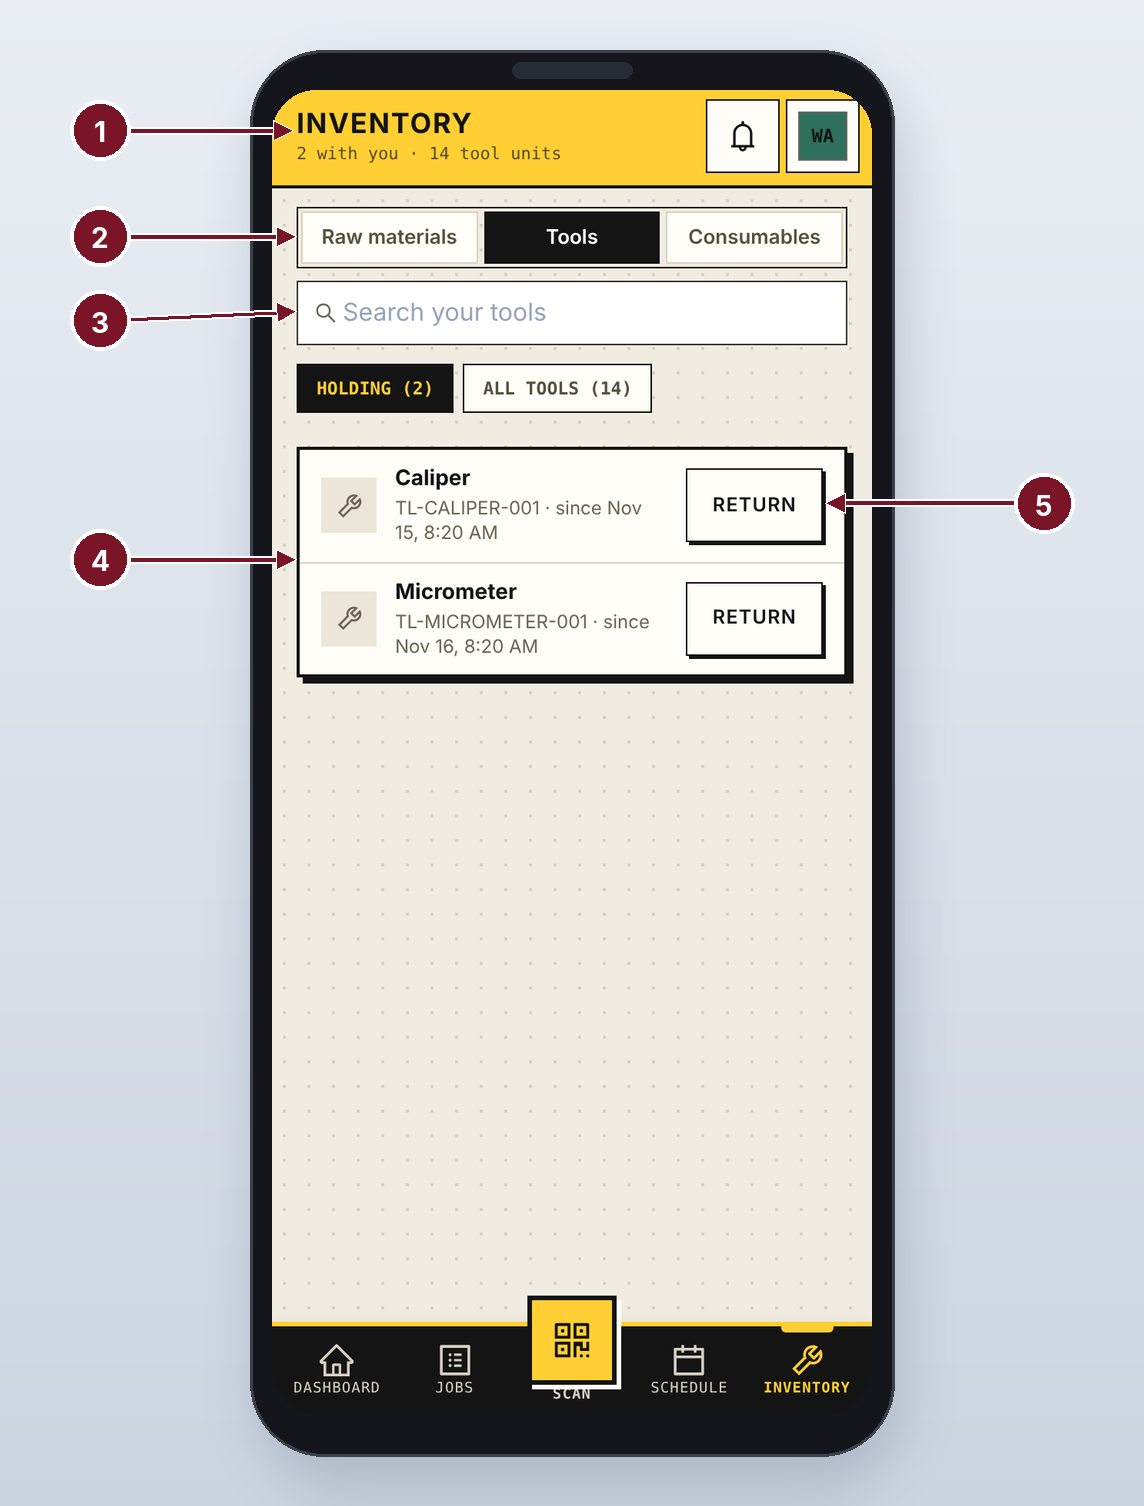 1
INVENTORY
2 with you · 14 tool units
WA
2
Raw materials
Tools
Consumables
3
Search your tools
HOLDING (2)
ALL TOOLS (14)
4
Caliper
TL-CALIPER-001 · since Nov
15, 8:20 AM
RETURN
5
Micrometer
TL-MICROMETER-001 · since
Nov 16, 8:20 AM
RETURN
DASHBOARD
JOBS
SCAN
SCHEDULE
INVENTORY